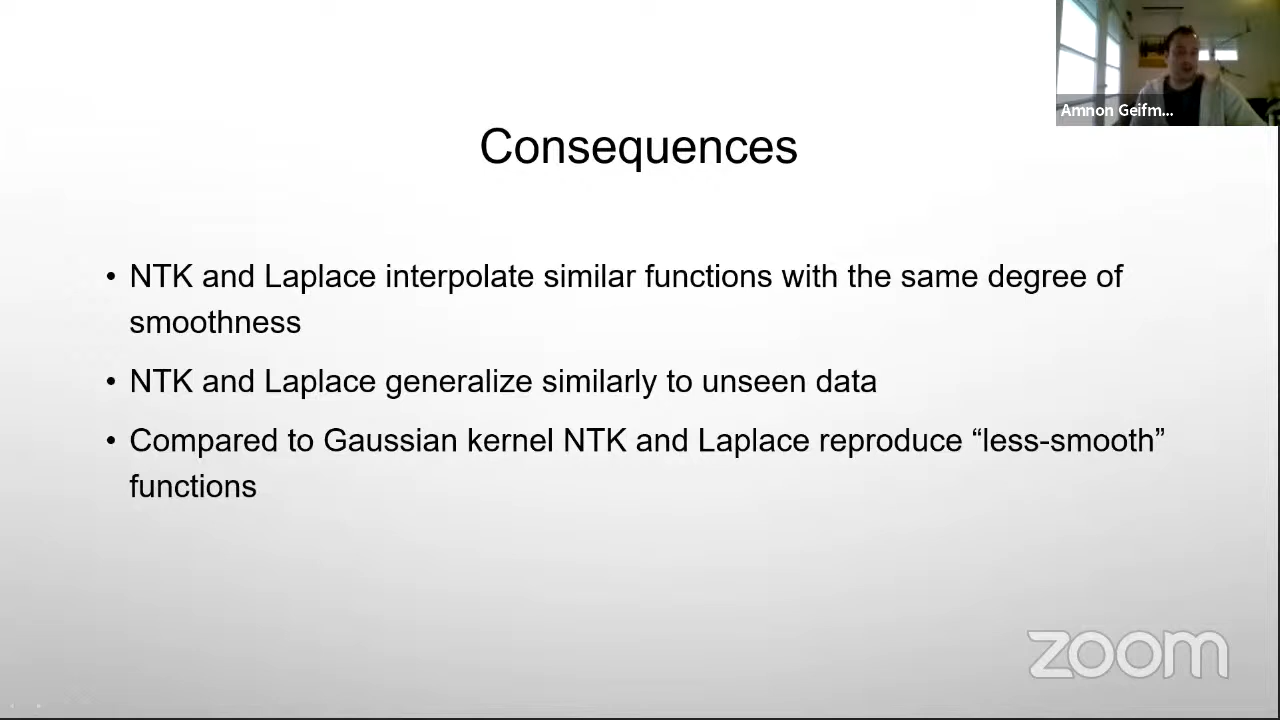 Amnon Geifm...
Consequences
• NTK and Laplace interpolate similar functions with the same degree of
smoothness
• NTK and Laplace generalize similarly to unseen data
• Compared to Gaussian kernel NTK and Laplace reproduce “less-smooth”
functions
zoom